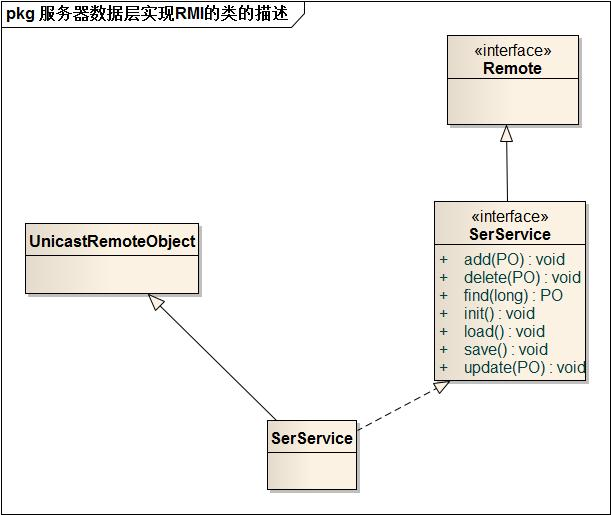 pkg 服务器数据层实现RMI的类的描述
«interface»
Remote
«interface»
SerService
+ add(PO) : void
+ delete(PO) : void
+ find(long) : PO
+ init() : void
+ load() : void
+ save() : void
+ update(PO) : void
UnicastRemoteObject
SerService